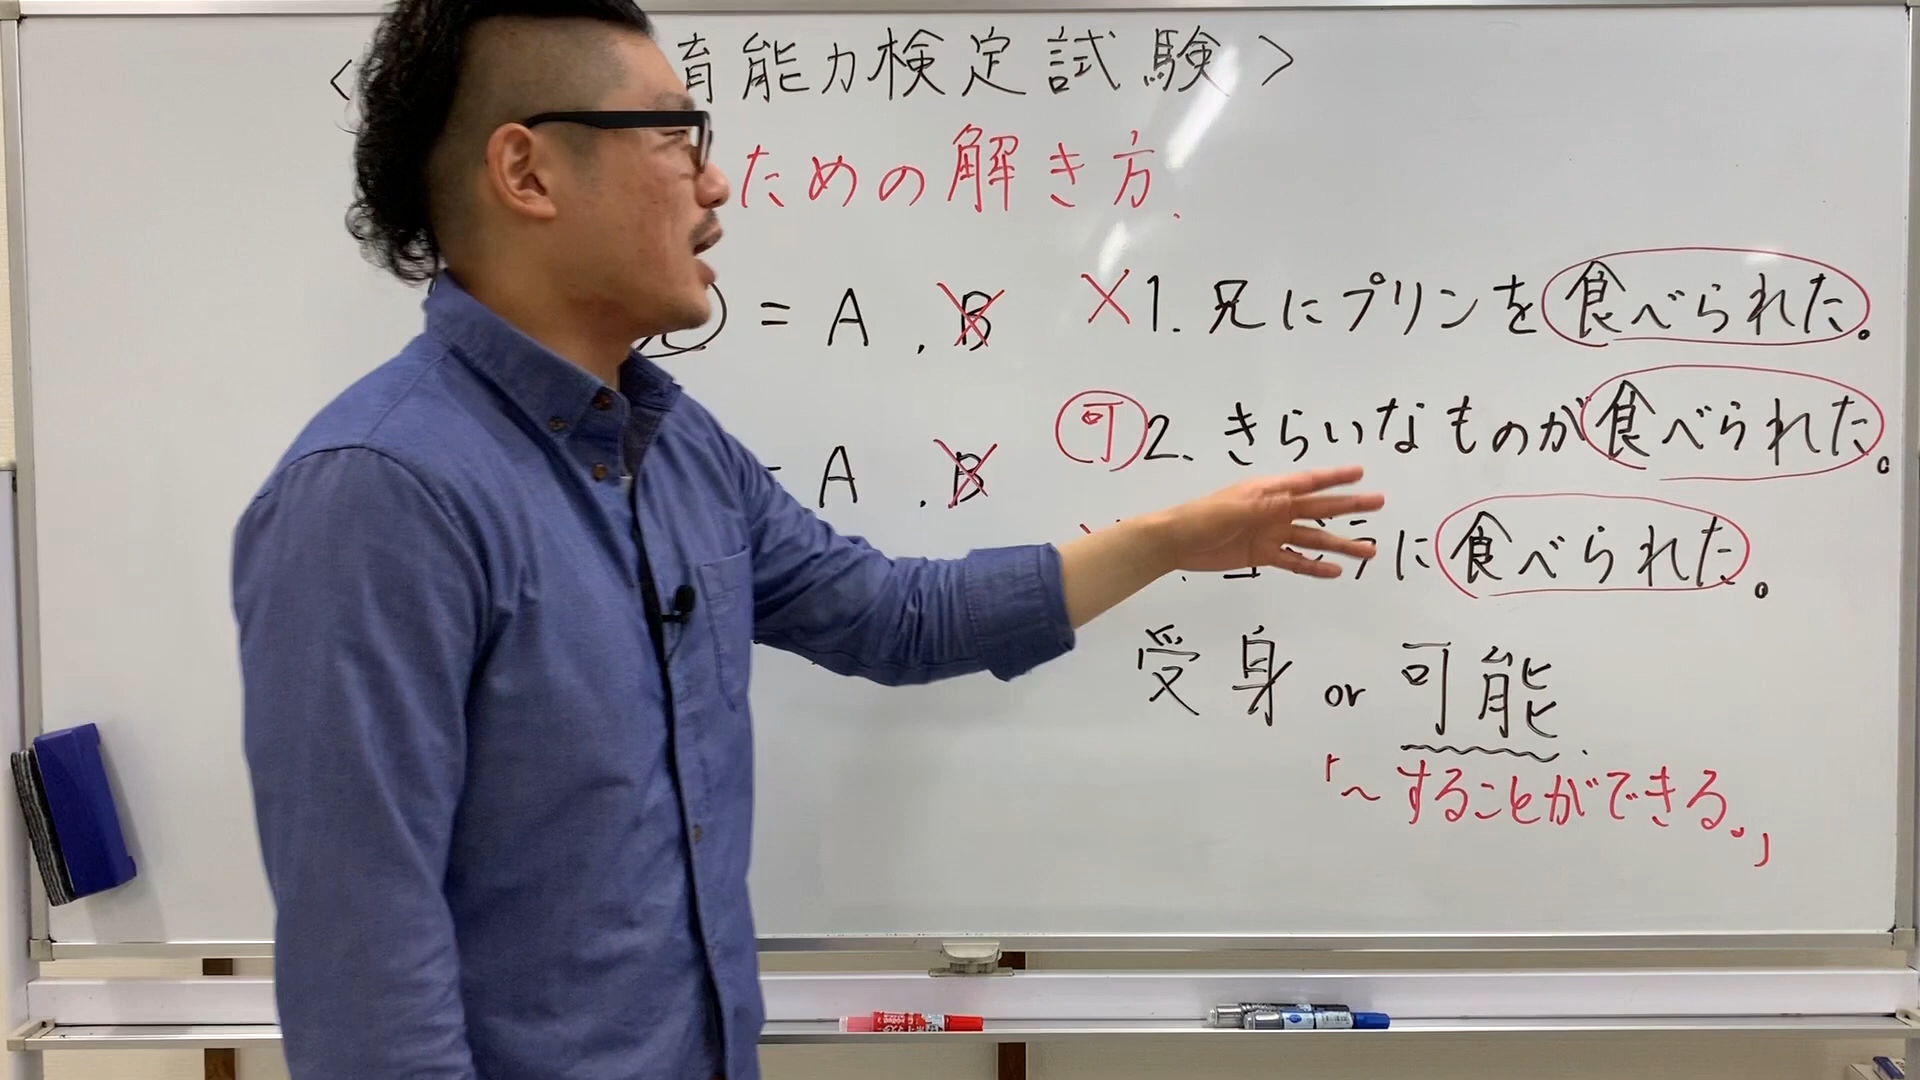 育能力検定試験>
ための解き方.
= A . B
× 1. 兄にプリンを食べられた。
= A . B
可 2. きらいなものが食べられた。
に食べられた。
受身 or 可能.
「～することができる。」